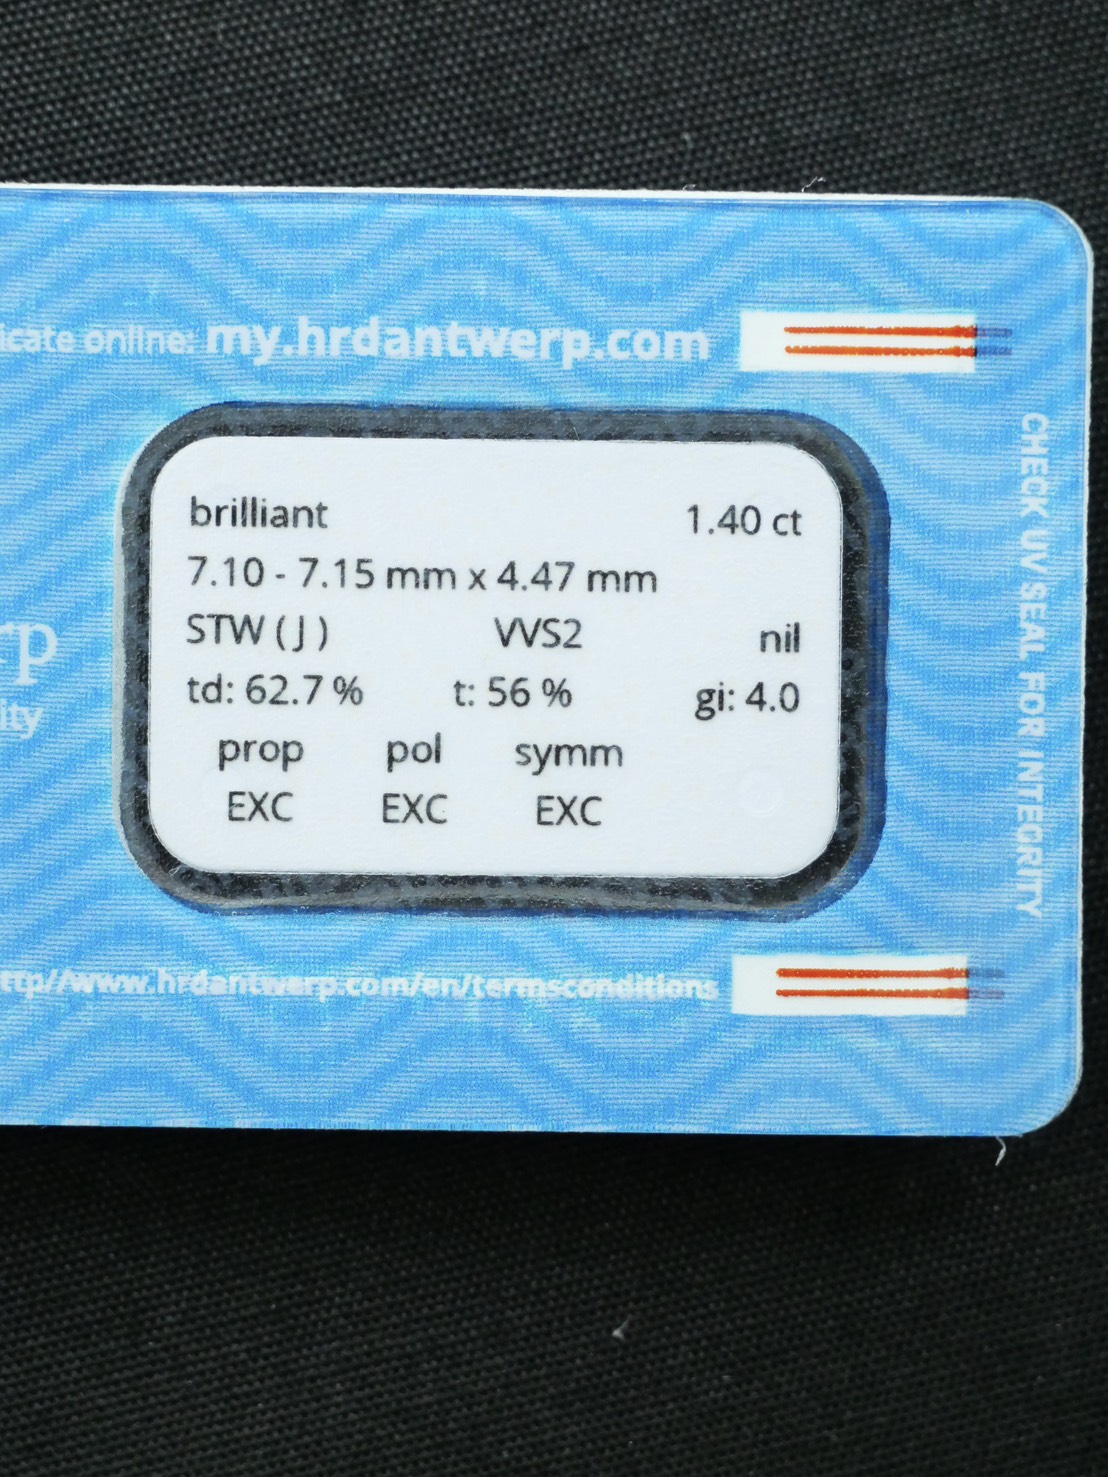 online: my.hrdantwerp.com
brilliant 1.40 ct
7.10 - 7.15 mm x 4.47 mm
STW ( J ) VVS2 nil
td: 62.7 % t: 56 % gi: 4.0
prop pol symm
EXC EXC EXC
ttp//www.hrdantwerp.com/en/termsconditions
CHECK UV SEAL FOR INTEGRITY